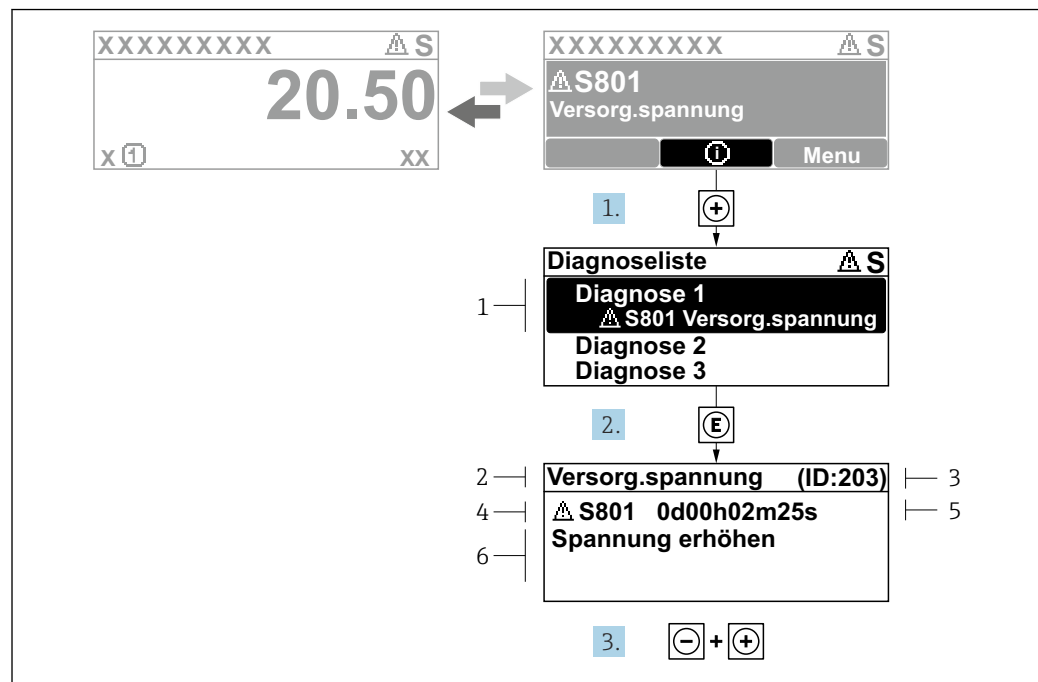 XXXXXXXXX ⚠ S
20.50
X ① XX
XXXXXXXXX ⚠ S
⚠ S801
Versorg.spannung
ⓘ Menu
1. +
Diagnoseliste ⚠ S
1
Diagnose 1
⚠ S801 Versorg.spannung
Diagnose 2
Diagnose 3
2. E
2 Versorg.spannung (ID:203) 3
4 ⚠ S801 0d00h02m25s 5
6 Spannung erhöhen
3. - + +